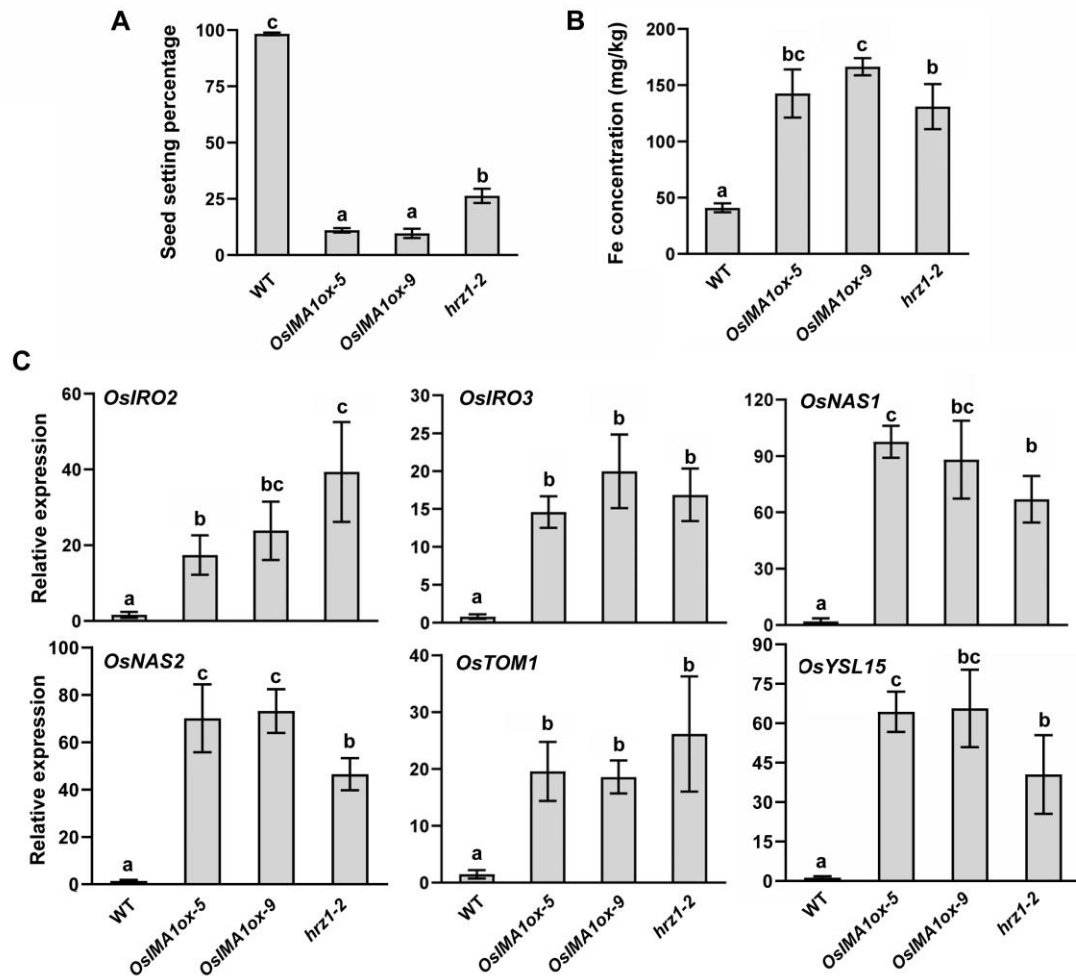 A
Seed setting percentage
100
75
50
25
0
c
a
a
b
WT
OsIMA1ox-5
OsIMA1ox-9
hrz1-2
B
Fe concentration (mg/kg)
200
150
100
50
0
a
bc
c
b
WT
OsIMA1ox-5
OsIMA1ox-9
hrz1-2
C
Relative expression
60
40
20
0
OsIRO2
a
b
bc
c
30
25
20
15
10
5
0
OsIRO3
a
b
b
b
120
90
60
30
0
OsNAS1
a
c
bc
b
Relative expression
100
80
60
40
20
0
OsNAS2
a
c
c
b
WT
OsIMA1ox-5
OsIMA1ox-9
hrz1-2
40
30
20
10
0
OsTOM1
a
b
b
b
WT
OsIMA1ox-5
OsIMA1ox-9
hrz1-2
90
75
60
45
30
15
0
OsYSL15
a
c
bc
b
WT
OsIMA1ox-5
OsIMA1ox-9
hrz1-2